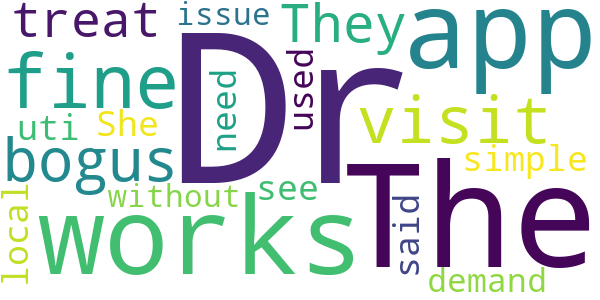 treat
issue
They
app
fine
Dr
need
used
visit
uti
She
bogus
simple
without
see
The
local
works
said
demand